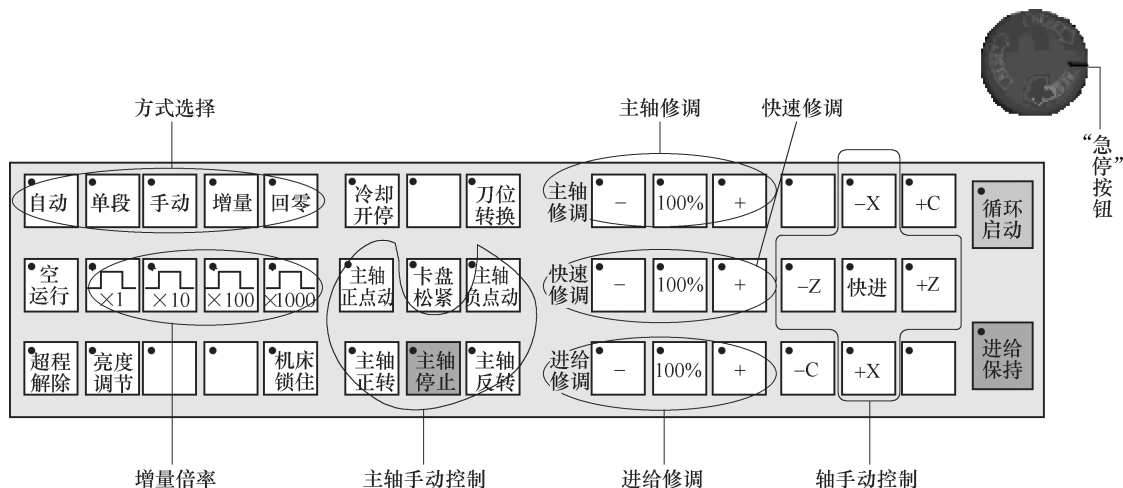 方式选择
主轴修调
快速修调
“急
停”
按
钮
自动
单段
手动
增量
回零
冷却
开停
刀位
转换
主轴
修调
−
100%
+
−X
+C
循环
启动
空
运行
×1
×10
×100
×1000
主轴
正点动
卡盘
松紧
主轴
负点动
快速
修调
−
100%
+
−Z
快进
+Z
超程
解除
亮度
调节
机床
锁住
主轴
正转
主轴
停止
主轴
反转
进给
修调
−
100%
+
−C
+X
进给
保持
增量倍率
主轴手动控制
进给修调
轴手动控制